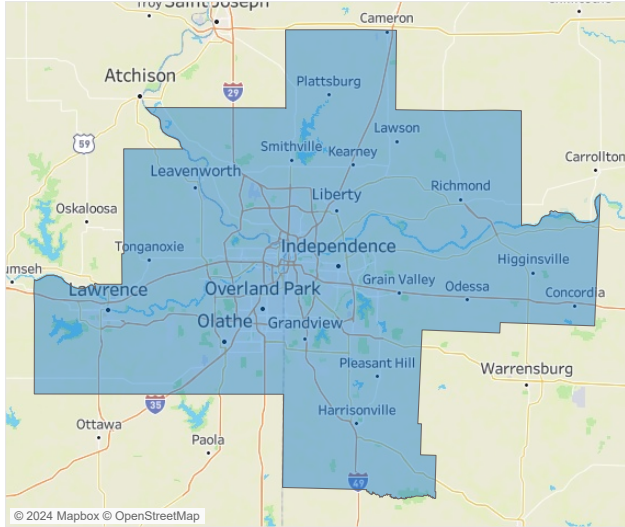 Troy
Saint Joseph
Cameron
Atchison
Plattsburg
29
59
Lawson
Smithville
Kearney
Carrollton
Leavenworth
Richmond
Liberty
Oskaloosa
Tonganoxie
Independence
Higginsville
umseh
Grain Valley
Lawrence
Overland Park
Odessa
Concordia
Olathe
Grandview
Pleasant Hill
Warrensburg
35
Harrisonville
Ottawa
Paola
49
© 2024 Mapbox © OpenStreetMap